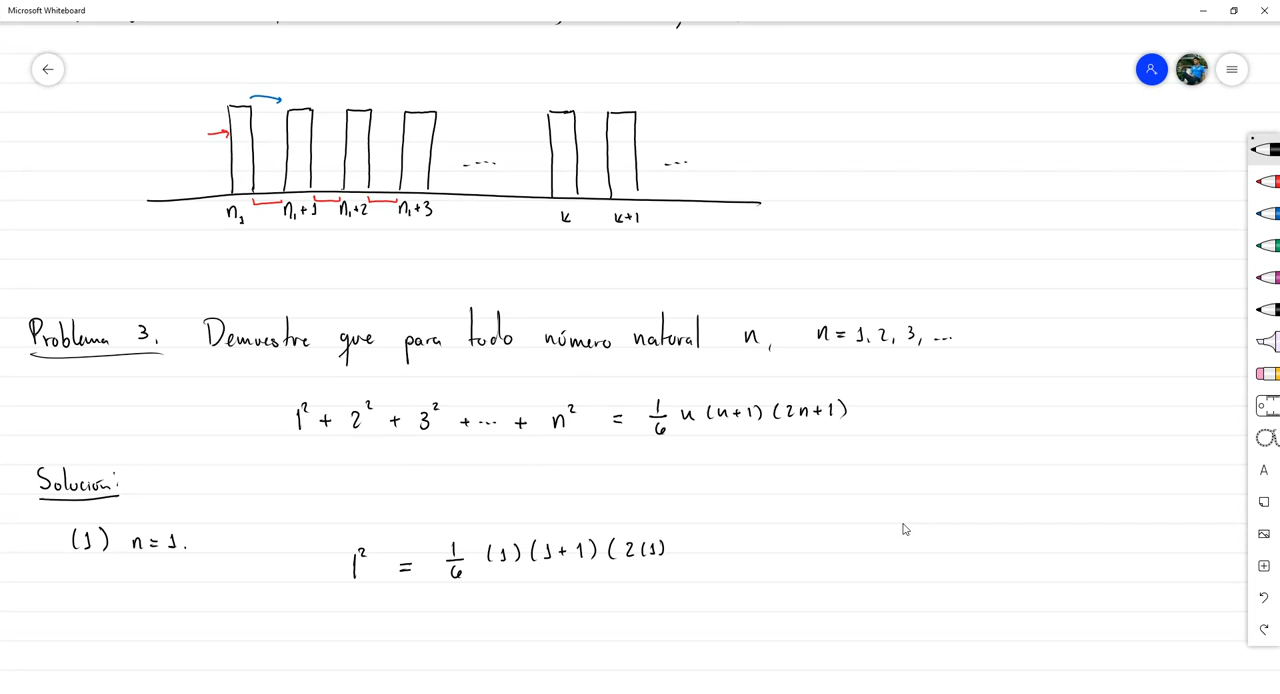 Microsoft Whiteboard
n₁ n₁+1 n₁+2 n₁+3 ..... k k+1 ...
Problema 3. Demuestre que para todo número natural n, n = 1, 2, 3, ...
1² + 2² + 3² + ... + n² = 1/6 n (n+1) (2n+1)
Solución:
(1) n = 1.
1² = 1/6 (1) (1+1) (2(1)
A